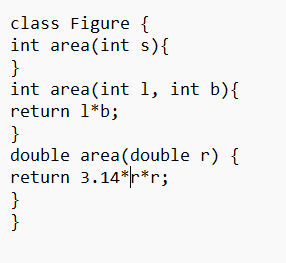 class Figure {
int area(int s){
}
int area(int l, int b){
return l*b;
}
double area(double r) {
return 3.14*r*r;
}
}